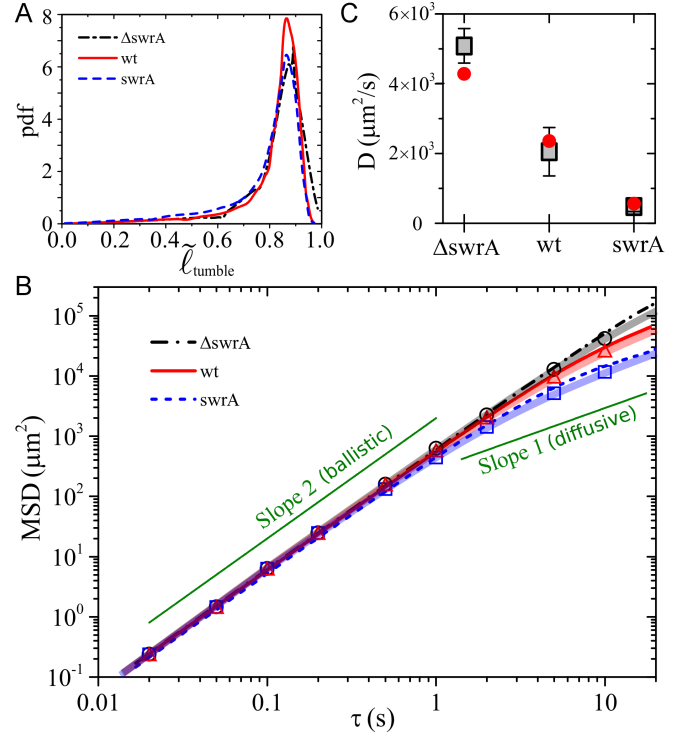 A
ΔswrA
wt
swrA
pdf
8
6
4
2
0
0.0
0.2
0.4
0.6
0.8
1.0
ℓ̃tumble
C
D (μm²/s)
6×10³
4×10³
2×10³
0
ΔswrA
wt
swrA
B
ΔswrA
wt
swrA
MSD (μm²)
10⁵
10⁴
10³
10²
10¹
10⁰
10⁻¹
Slope 2 (ballistic)
Slope 1 (diffusive)
0.01
0.1
1
10
τ (s)